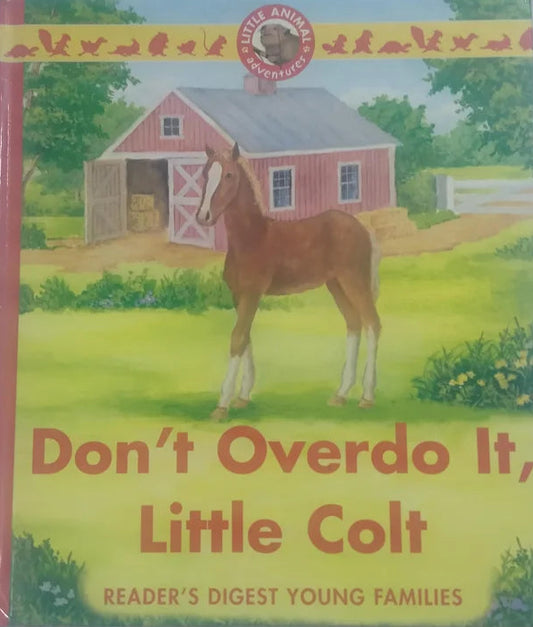 LITTLE ANIMAL
adventures
Don't Overdo It,
Little Colt
READER'S DIGEST YOUNG FAMILIES